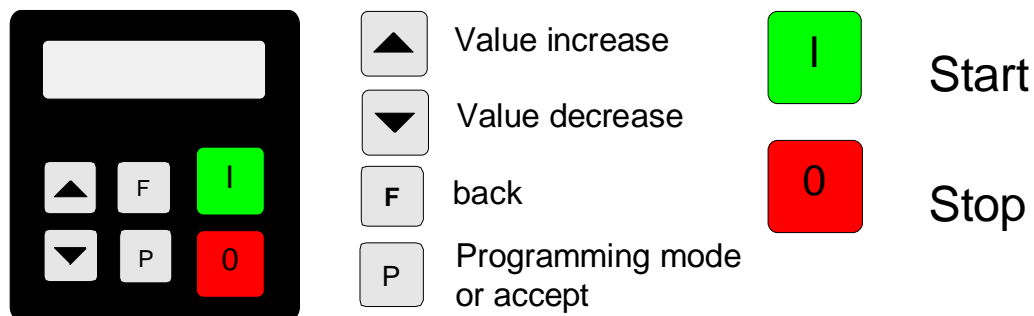 F
I
P
0
Value increase
Value decrease
F
back
P
Programming mode
or accept
I
Start
0
Stop